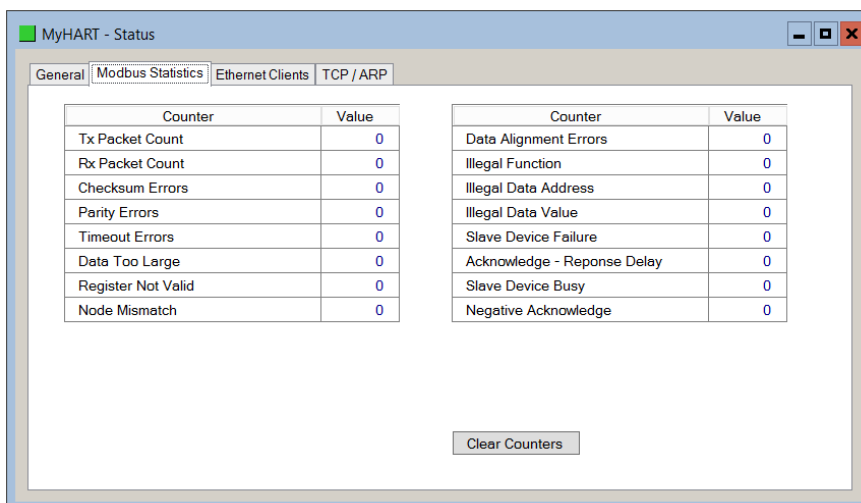 MyHART - Status
General Modbus Statistics Ethernet Clients TCP / ARP
Counter Value
Tx Packet Count 0
Rx Packet Count 0
Checksum Errors 0
Parity Errors 0
Timeout Errors 0
Data Too Large 0
Register Not Valid 0
Node Mismatch 0
Counter Value
Data Alignment Errors 0
Illegal Function 0
Illegal Data Address 0
Illegal Data Value 0
Slave Device Failure 0
Acknowledge - Reponse Delay 0
Slave Device Busy 0
Negative Acknowledge 0
Clear Counters